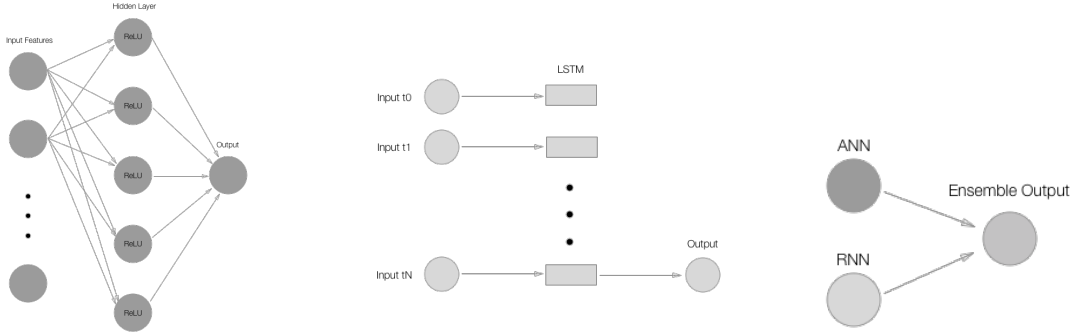 Hidden Layer
Input Features
ReLU
ReLU
ReLU
ReLU
ReLU
Output
LSTM
Input t0
Input t1
Input tN
Output
ANN
RNN
Ensemble Output